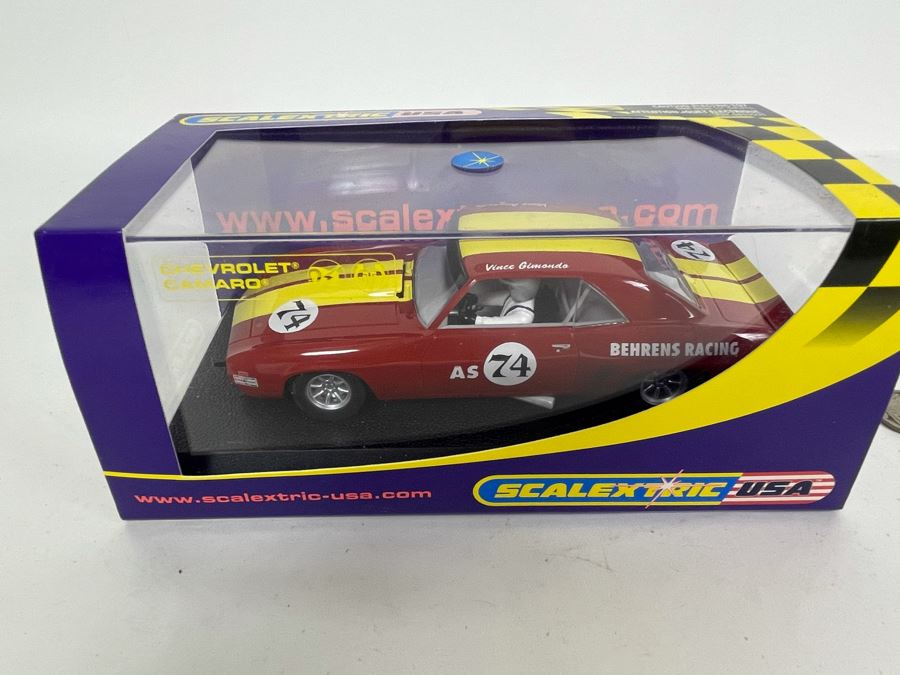 SCALEXTRIC USA
www.scalextric-usa.com
CHEVROLET®
CAMARO®
Vince Gimondo
74
74
AS 74
BEHRENS RACING
www.scalextric-usa.com
SCALEXTRIC USA